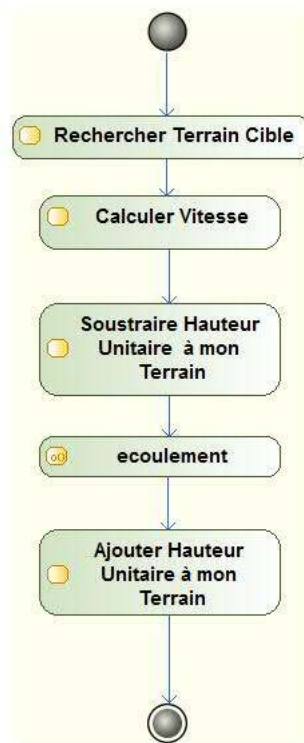 Rechercher Terrain Cible
Calculer Vitesse
Soustraire Hauteur
Unitaire à mon
Terrain
ecoulement
Ajouter Hauteur
Unitaire à mon
Terrain